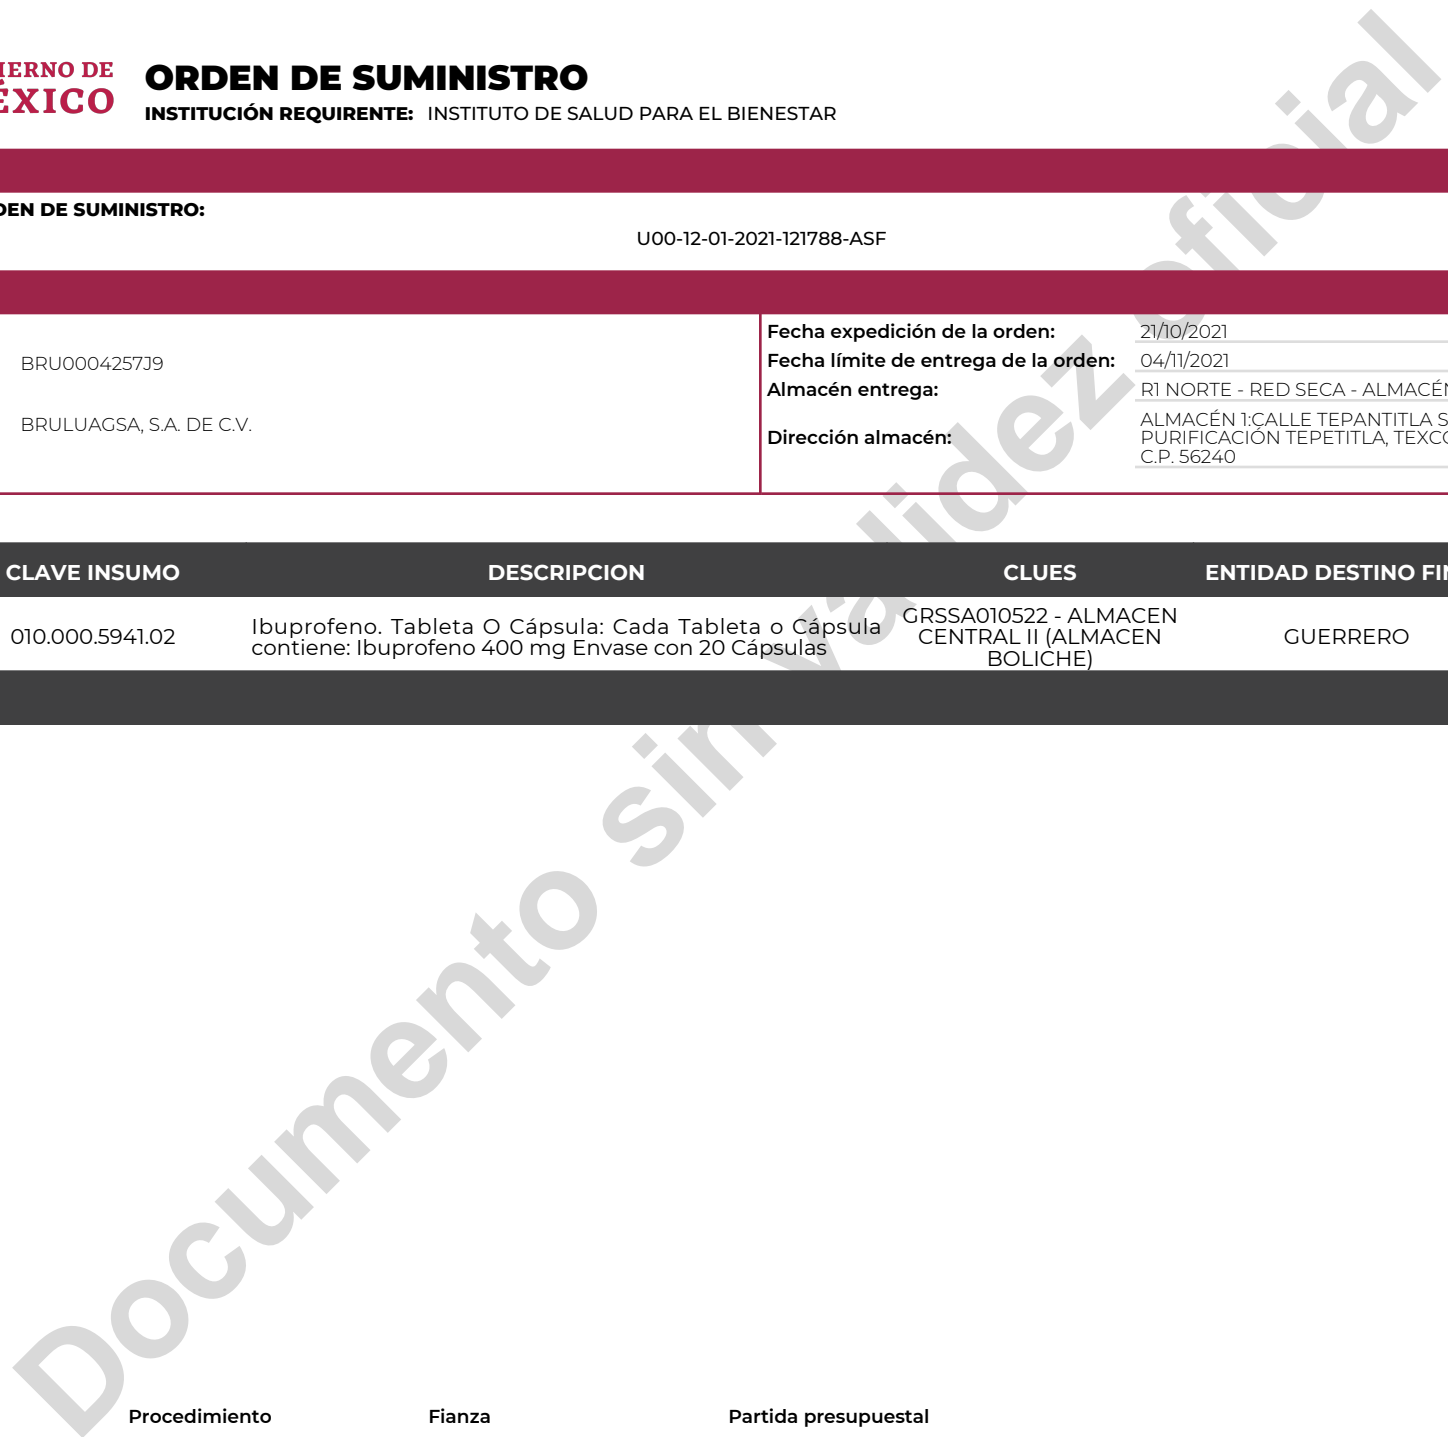 IERNO DE
ÉXICO
ORDEN DE SUMINISTRO
INSTITUCIÓN REQUIRENTE: INSTITUTO DE SALUD PARA EL BIENESTAR
DEN DE SUMINISTRO:
U00-12-01-2021-121788-ASF
BRU0004257J9
BRULUAGSA, S.A. DE C.V.
Fecha expedición de la orden: 21/10/2021
Fecha límite de entrega de la orden: 04/11/2021
Almacén entrega: R1 NORTE - RED SECA - ALMACÉN
Dirección almacén: ALMACÉN 1:CALLE TEPANTITLA S
PURIFICACIÓN TEPETITLA, TEXCO
C.P. 56240
CLAVE INSUMO DESCRIPCION CLUES ENTIDAD DESTINO FIN
010.000.5941.02
Ibuprofeno. Tableta O Cápsula: Cada Tableta o Cápsula
contiene: Ibuprofeno 400 mg Envase con 20 Cápsulas
GRSSA010522 - ALMACEN
CENTRAL II (ALMACEN
BOLICHE)
GUERRERO
Documento sin validez oficial
Procedimiento Fianza Partida presupuestal